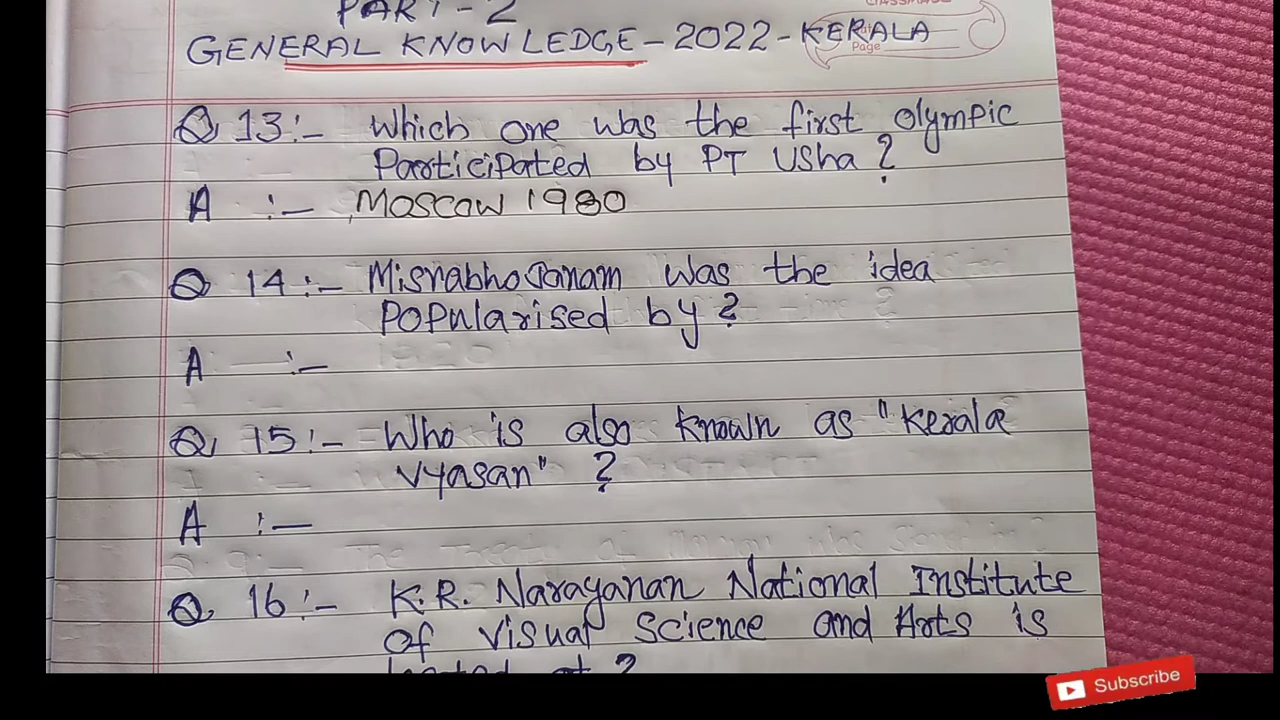 PART-2
GENERAL KNOWLEDGE-2022-KERALA
Page
Q 13:- Which one was the first Olympic
Participated by PT Usha?
A :- Moscow 1980
Q 14:- Misrabhojanam was the idea
Popularised by?
A :-
Q 15:- Who is also known as "Kerala
Vyasan" ?
A :-
Q 16:- K.R. Narayanan National Institute
Of Visual Science and Arts is
at ?
Subscribe